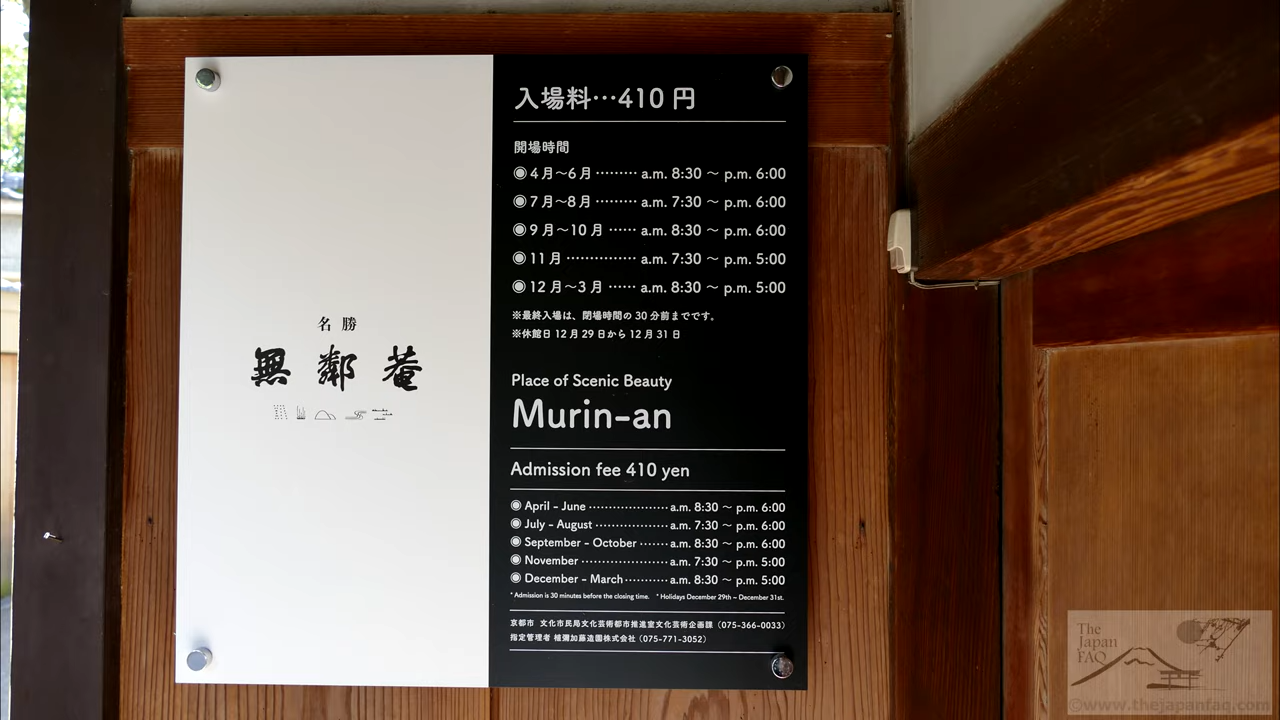 名勝
無鄰菴
入場料…410 円
開場時間
◉4月～6月 ……… a.m. 8:30 ～ p.m. 6:00
◉7月～8月 ……… a.m. 7:30 ～ p.m. 6:00
◉9月～10月 …… a.m. 8:30 ～ p.m. 6:00
◉11月 …………… a.m. 7:30 ～ p.m. 5:00
◉12月～3月 …… a.m. 8:30 ～ p.m. 5:00
※最終入場は、閉場時間の30分前までです。
※休館日 12月29日から12月31日
Place of Scenic Beauty
Murin-an
Admission fee 410 yen
◉ April - June ………………… a.m. 8:30 ～ p.m. 6:00
◉ July - August ……………… a.m. 7:30 ～ p.m. 6:00
◉ September - October ……… a.m. 8:30 ～ p.m. 6:00
◉ November …………………… a.m. 7:30 ～ p.m. 5:00
◉ December - March ………… a.m. 8:30 ～ p.m. 5:00
* Admission is 30 minutes before the closing time. * Holidays December 29th – December 31st.
京都市 文化市民局文化芸術都市推進室文化芸術企画課（075-366-0033）
指定管理者 植彌加藤造園株式会社（075-771-3052）
The
Japan
FAQ
©www.thejapanfaq.com